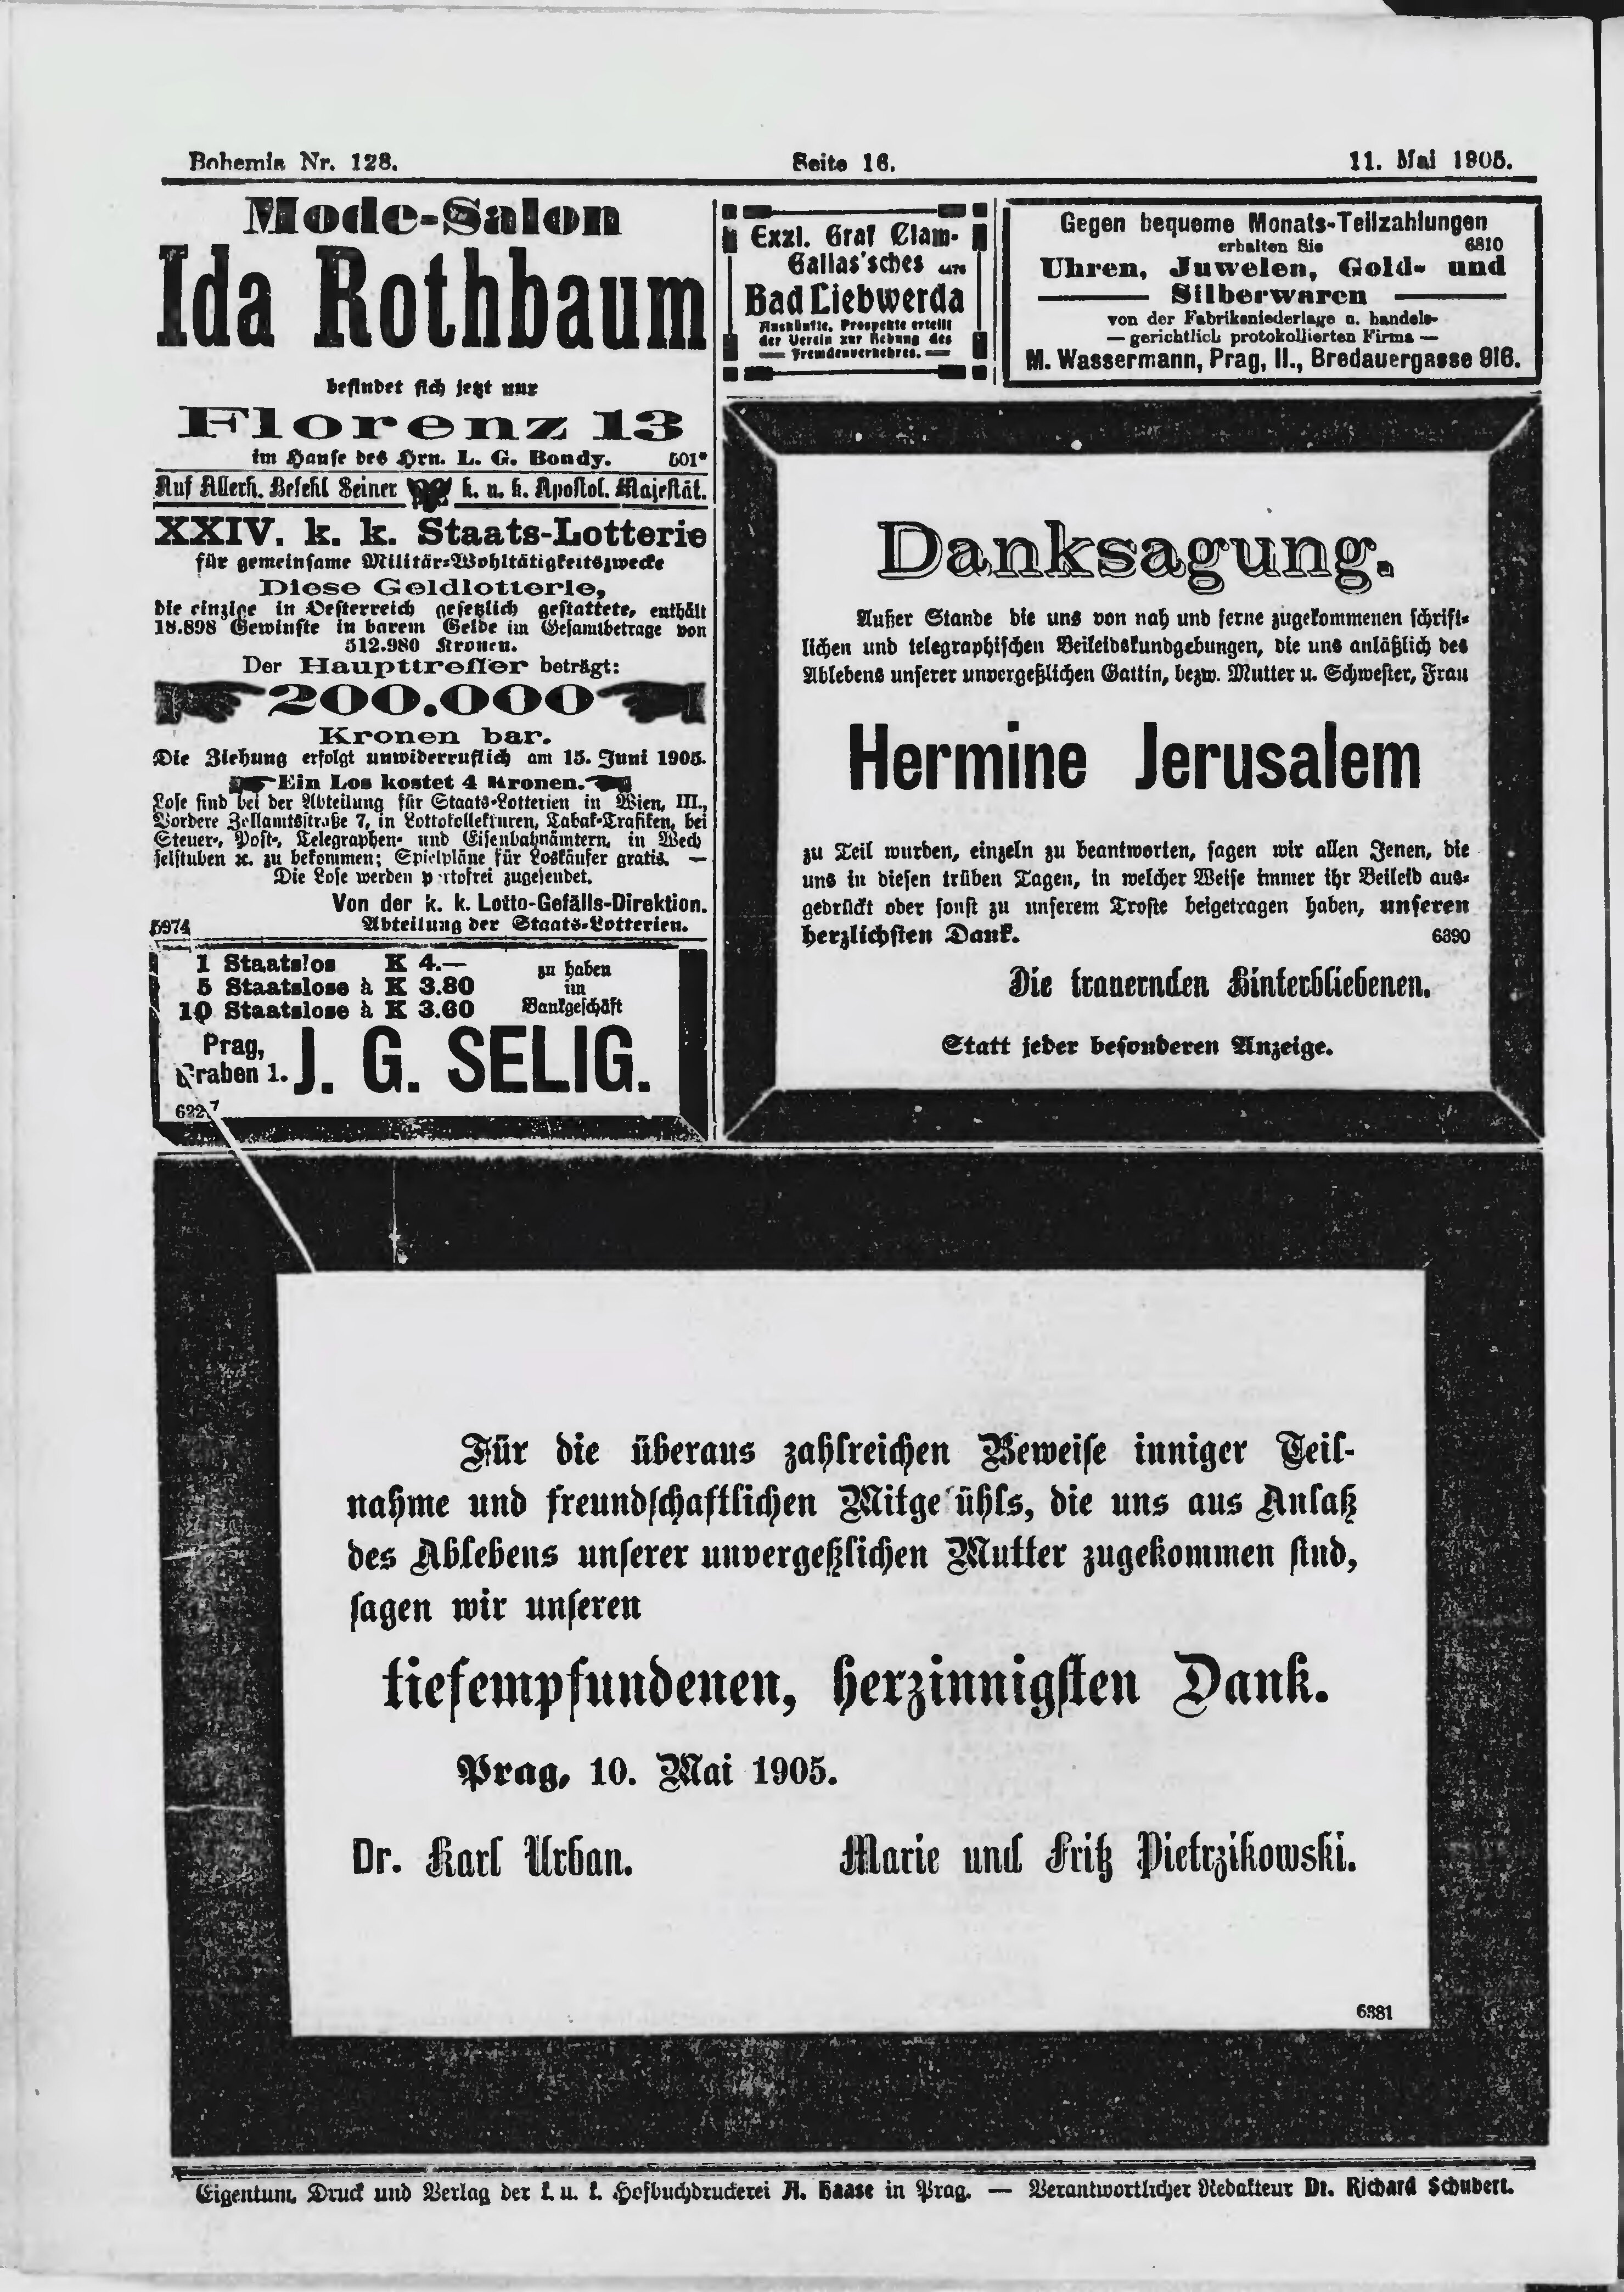 Bohemia Nr. 128.
Seite 16.
11. Mai 1905.
Mode-Salon
Ida Rothbaum
befindet sich jetzt nur
Florenz 13
im Hause des Hrn. L. G. Bondy. 501*
Auf Allerh. Befehl Seiner k. u. k. Apostol. Majestät.
XXIV. k. k. Staats-Lotterie
für gemeinsame Militär-Wohltätigkeitszwecke
Diese Geldlotterie,
die einzige in Oesterreich gesetzlich gestattete, enthält
18.898 Gewinste in barem Gelde im Gesamtbetrage von
512.980 Kronen.
Der Haupttreffer beträgt:
200.000
Kronen bar.
Die Ziehung erfolgt unwiderruflich am 15. Juni 1905.
Ein Los kostet 4 Kronen.
Lose sind bei der Abteilung für Staats-Lotterien in Wien, III.,
Vordere Zollamtsstraße 7, in Lottokollekturen, Tabak-Trafiken, bei
Steuer-, Post-, Telegraphen- und Eisenbahnämtern, in Wech
selstuben ꝛc. zu bekommen; Spielpläne für Loskäufer gratis. —
Die Lose werden portofrei zugesendet.
Von der k. k. Lotto-Gefälls-Direktion.
5974 Abteilung der Staats-Lotterien.
1 Staatslos K 4.—
5 Staatslose à K 3.80
10 Staatslose à K 3.60
zu haben
im
Bankgeschäft
Prag,
Graben 1.
J. G. SELIG.
6227
Exzl. Graf Clam-
Gallas'sches
Bad Liebwerda
Auskünfte, Prospekte erteilt
der Verein zur Hebung des
— Fremdenverkehres. —
Gegen bequeme Monats-Teilzahlungen
erhalten Sie 6810
Uhren, Juwelen, Gold- und
Silberwaren
von der Fabriksniederlage u. handels-
— gerichtlich protokollierten Firma —
M. Wassermann, Prag, II., Bredauergasse 916.
Danksagung.
Außer Stande die uns von nah und ferne zugekommenen schrift-
lichen und telegraphischen Beileidskundgebungen, die uns anläßlich des
Ablebens unserer unvergeßlichen Gattin, bezw. Mutter u. Schwester, Frau
Hermine Jerusalem
zu Teil wurden, einzeln zu beantworten, sagen wir allen Jenen, die
uns in diesen trüben Tagen, in welcher Weise immer ihr Beileid aus-
gedrückt oder sonst zu unserem Troste beigetragen haben, unseren
herzlichsten Dank. 6390
Die trauernden Hinterbliebenen.
Statt jeder besonderen Anzeige.
Für die überaus zahlreichen Beweise inniger Teil-
nahme und freundschaftlichen Mitgefühls, die uns aus Anlaß
des Ablebens unserer unvergeßlichen Mutter zugekommen sind,
sagen wir unseren
tiefempfundenen, herzinnigsten Dank.
Prag, 10. Mai 1905.
Dr. Karl Urban.
Marie und Fritz Pietrzikowski.
6381
Eigentum, Druck und Verlag der k. u. k. Hofbuchdruckerei A. Haase in Prag. — Verantwortlicher Redakteur Dr. Richard Schubert.